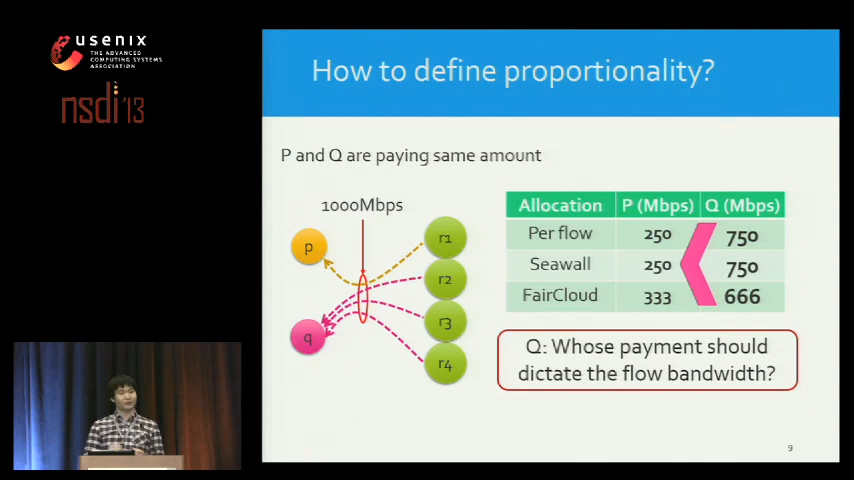 usenix
THE ADVANCED
COMPUTING SYSTEMS
ASSOCIATION
nsdi '13
How to define proportionality?
P and Q are paying same amount
1000Mbps
p
q
r1
r2
r3
r4
Allocation P (Mbps) Q (Mbps)
Per flow 250 750
Seawall 250 750
FairCloud 333 666
Q: Whose payment should
dictate the flow bandwidth?
9